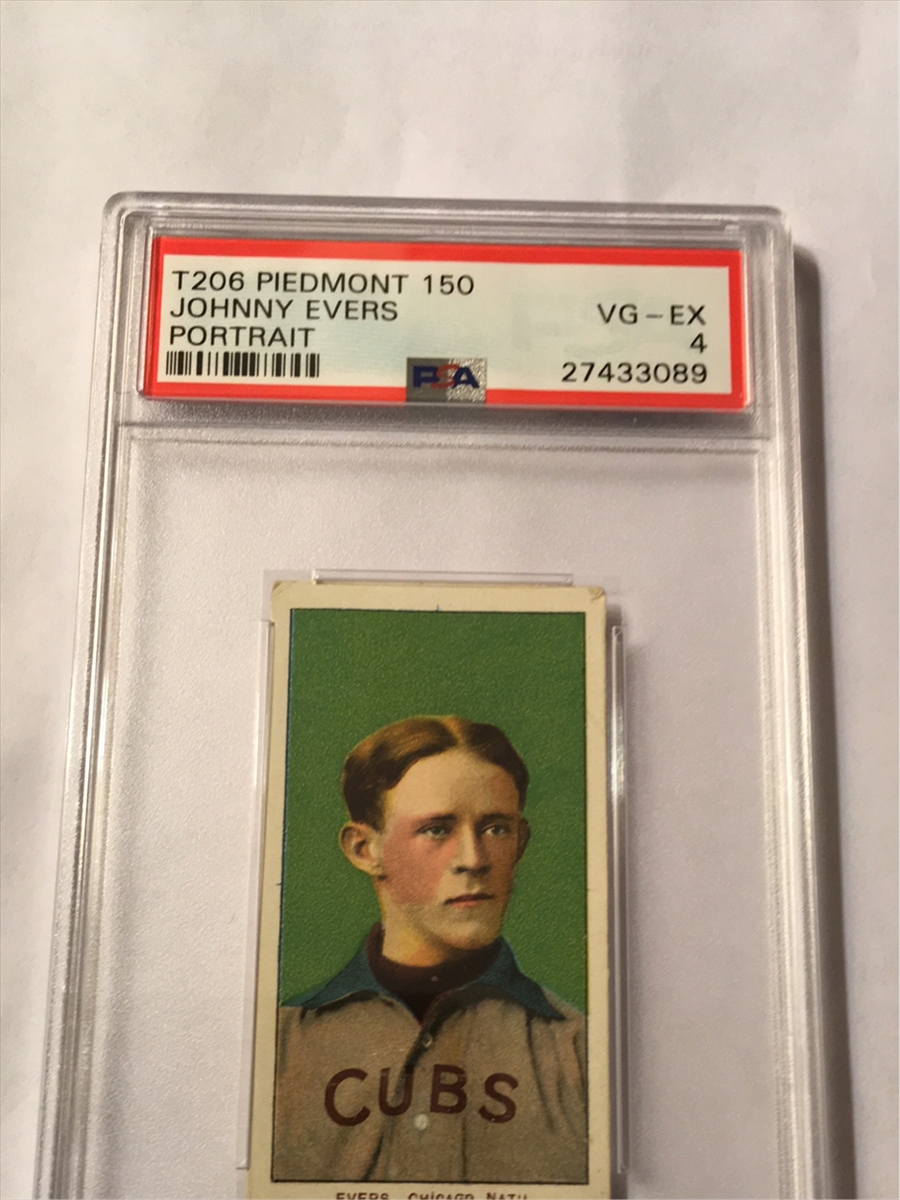 T206 PIEDMONT 150
JOHNNY EVERS
PORTRAIT
VG-EX
4
PSA
27433089
CUBS
EVERS, CHICAGO NAT'L